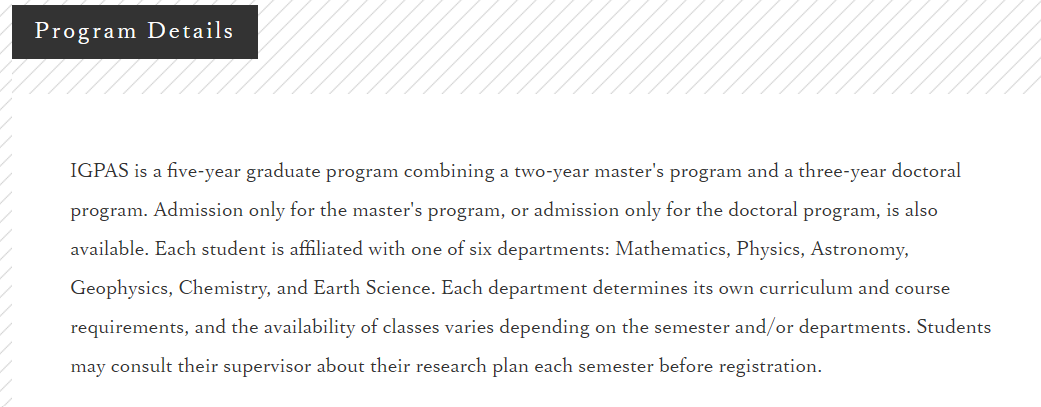 Program Details
IGPAS is a five-year graduate program combining a two-year master's program and a three-year doctoral
program. Admission only for the master's program, or admission only for the doctoral program, is also
available. Each student is affiliated with one of six departments: Mathematics, Physics, Astronomy,
Geophysics, Chemistry, and Earth Science. Each department determines its own curriculum and course
requirements, and the availability of classes varies depending on the semester and/or departments. Students
may consult their supervisor about their research plan each semester before registration.